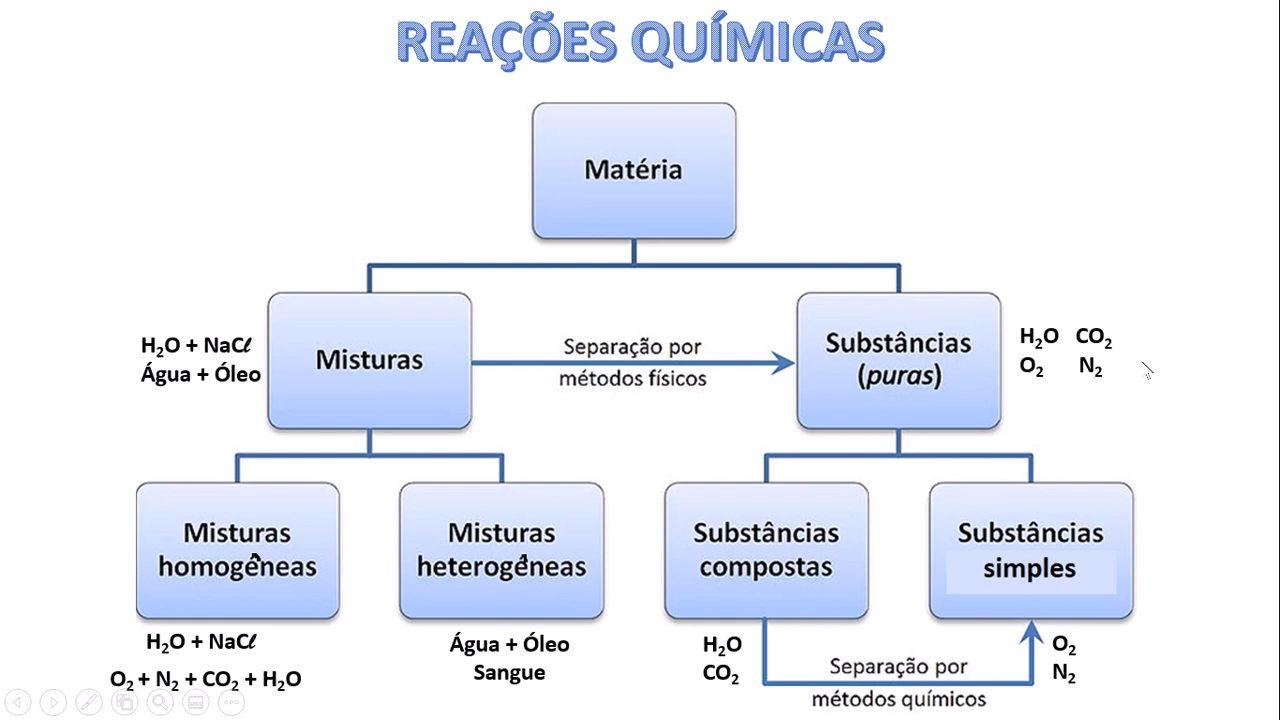 REAÇÕES QUÍMICAS
Matéria
H₂O + NaCℓ
Água + Óleo
Misturas
Separação por
métodos físicos
Substâncias
(puras)
H₂O CO₂
O₂ N₂
Misturas
homogêneas
Misturas
heterogêneas
Substâncias
compostas
Substâncias
simples
H₂O + NaCℓ
O₂ + N₂ + CO₂ + H₂O
Água + Óleo
Sangue
H₂O
CO₂
Separação por
métodos químicos
O₂
N₂